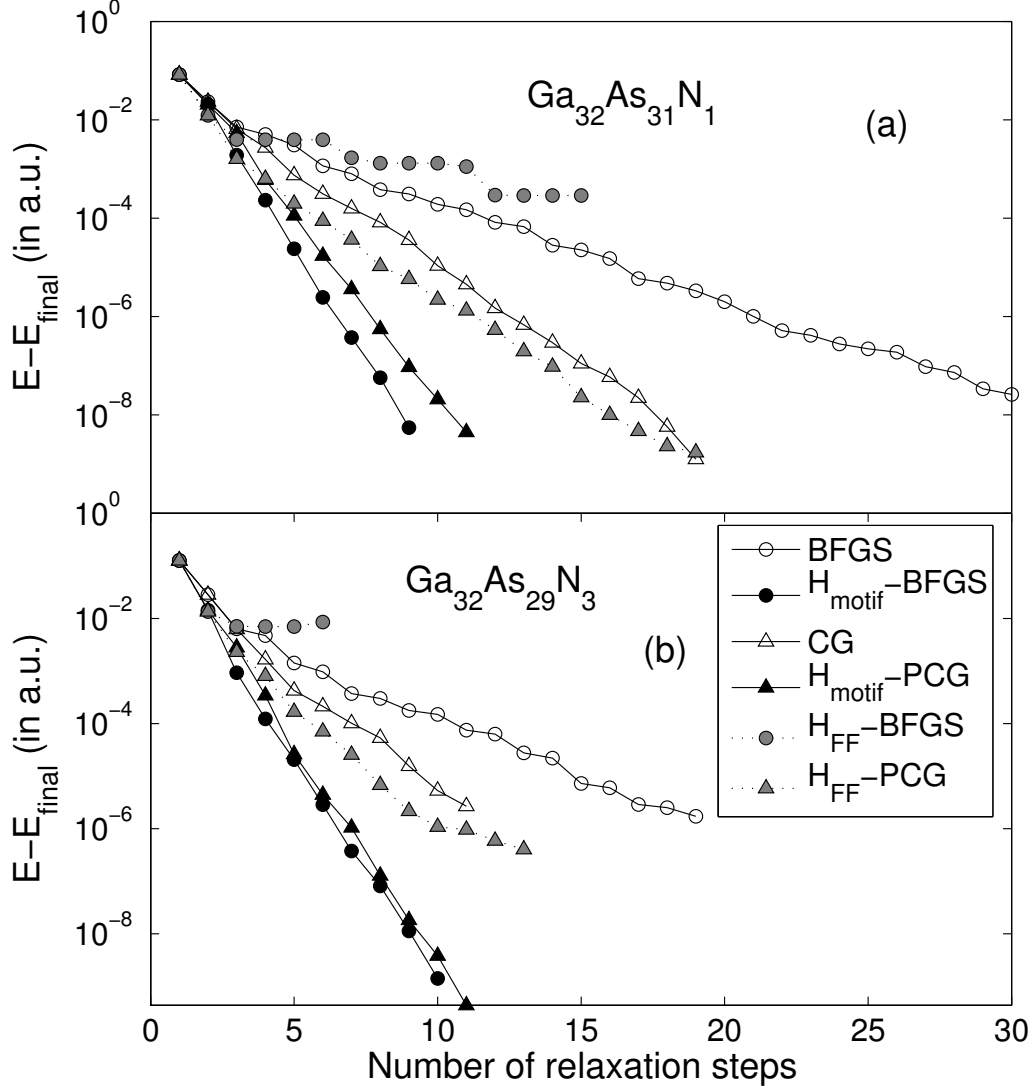 10^0
10^−2
10^−4
10^−6
10^−8
10^0
E−E_final (in a.u.)
Ga_32As_31N_1
(a)
10^−2
10^−4
10^−6
10^−8
E−E_final (in a.u.)
Ga_32As_29N_3
(b)
BFGS
H_motif−BFGS
CG
H_motif−PCG
H_FF−BFGS
H_FF−PCG
0 5 10 15 20 25 30
Number of relaxation steps